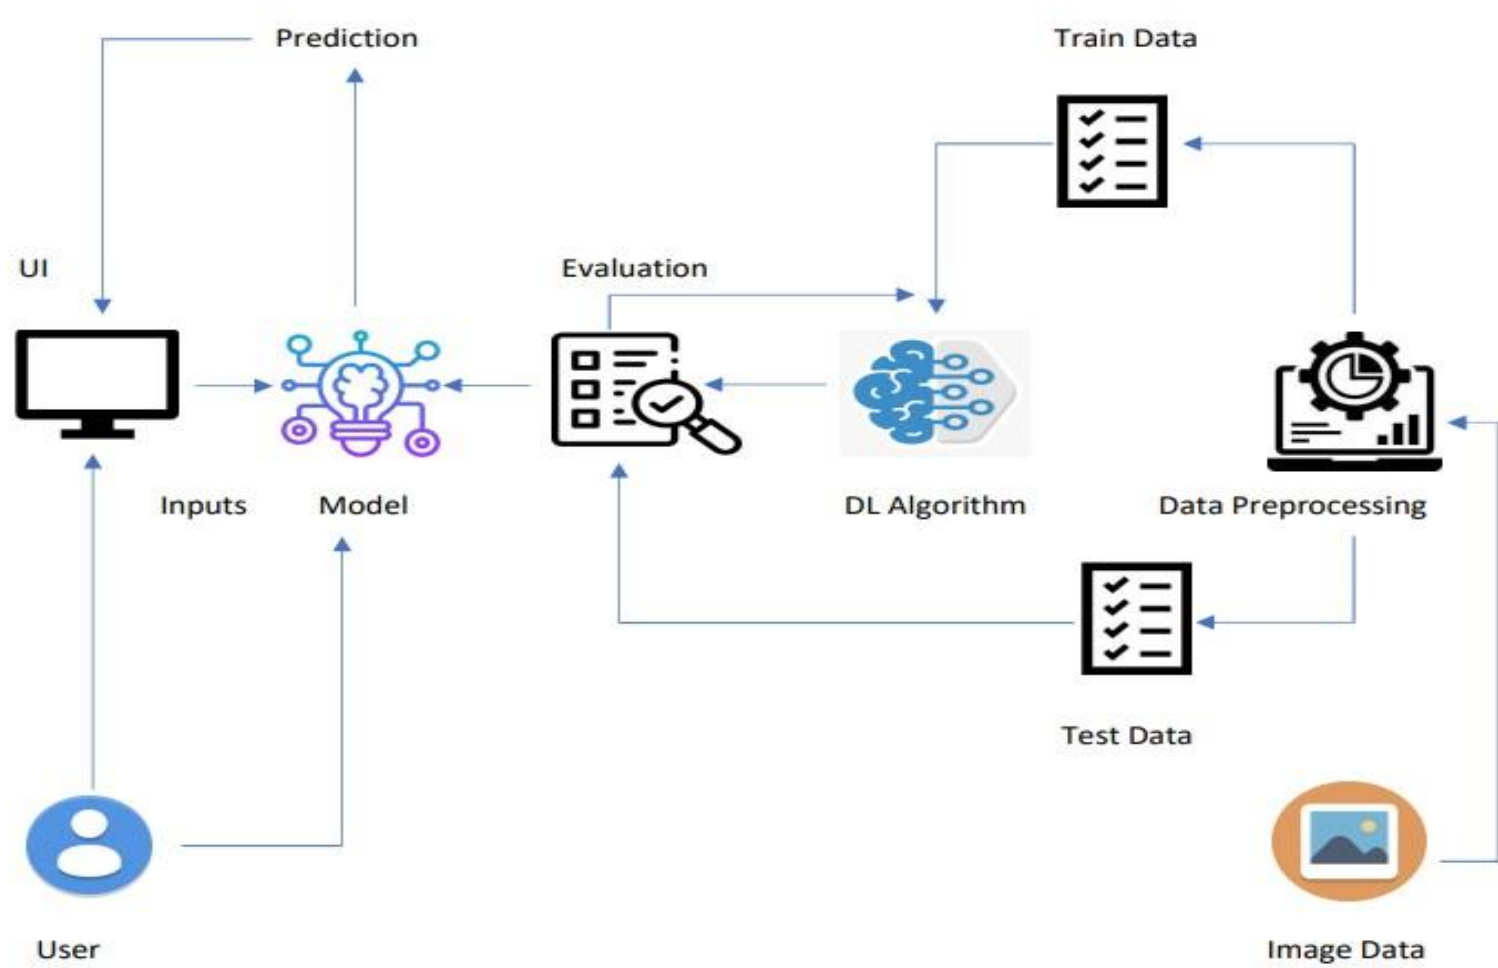 Prediction
Train Data
UI
Evaluation
Inputs
Model
DL Algorithm
Data Preprocessing
Test Data
User
Image Data